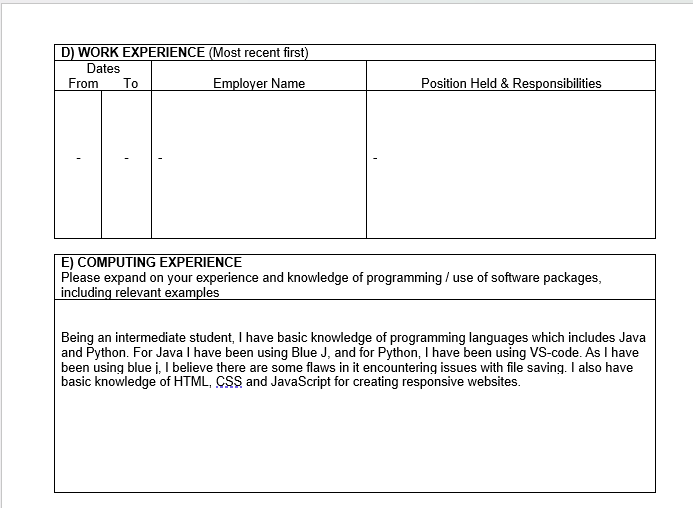 D) WORK EXPERIENCE (Most recent first)
Dates
From To Employer Name Position Held & Responsibilities
- - - -
E) COMPUTING EXPERIENCE
Please expand on your experience and knowledge of programming / use of software packages,
including relevant examples
Being an intermediate student, I have basic knowledge of programming languages which includes Java
and Python. For Java I have been using Blue J, and for Python, I have been using VS-code. As I have
been using blue j, I believe there are some flaws in it encountering issues with file saving. I also have
basic knowledge of HTML, CSS and JavaScript for creating responsive websites.